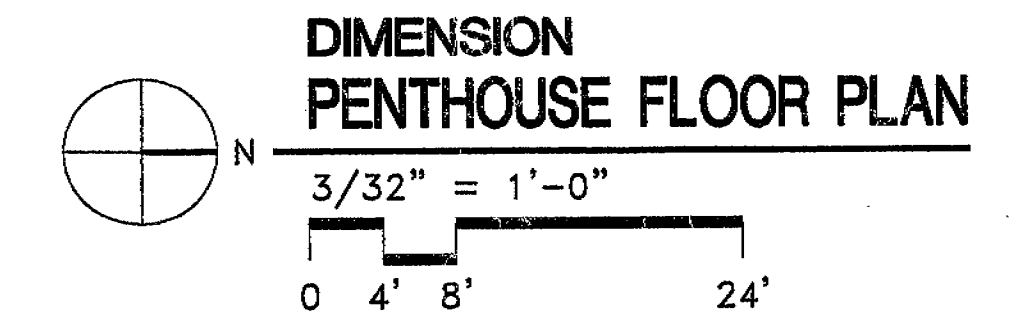 DIMENSION
PENTHOUSE FLOOR PLAN
N
3/32" = 1'-0"
0 4' 8' 24'